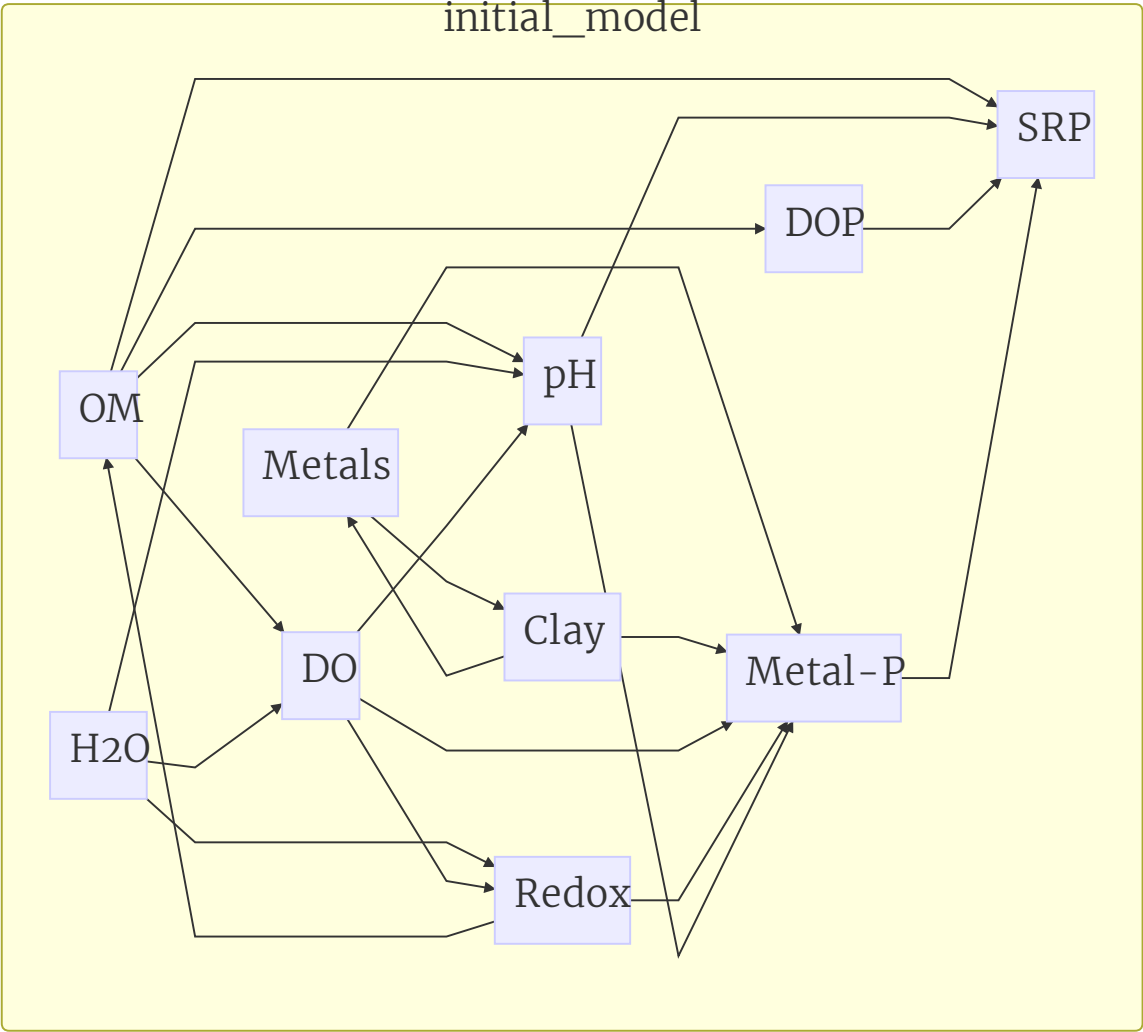 initial_model
SRP
DOP
pH
OM
Metals
Clay
DO
Metal-P
H2O
Redox